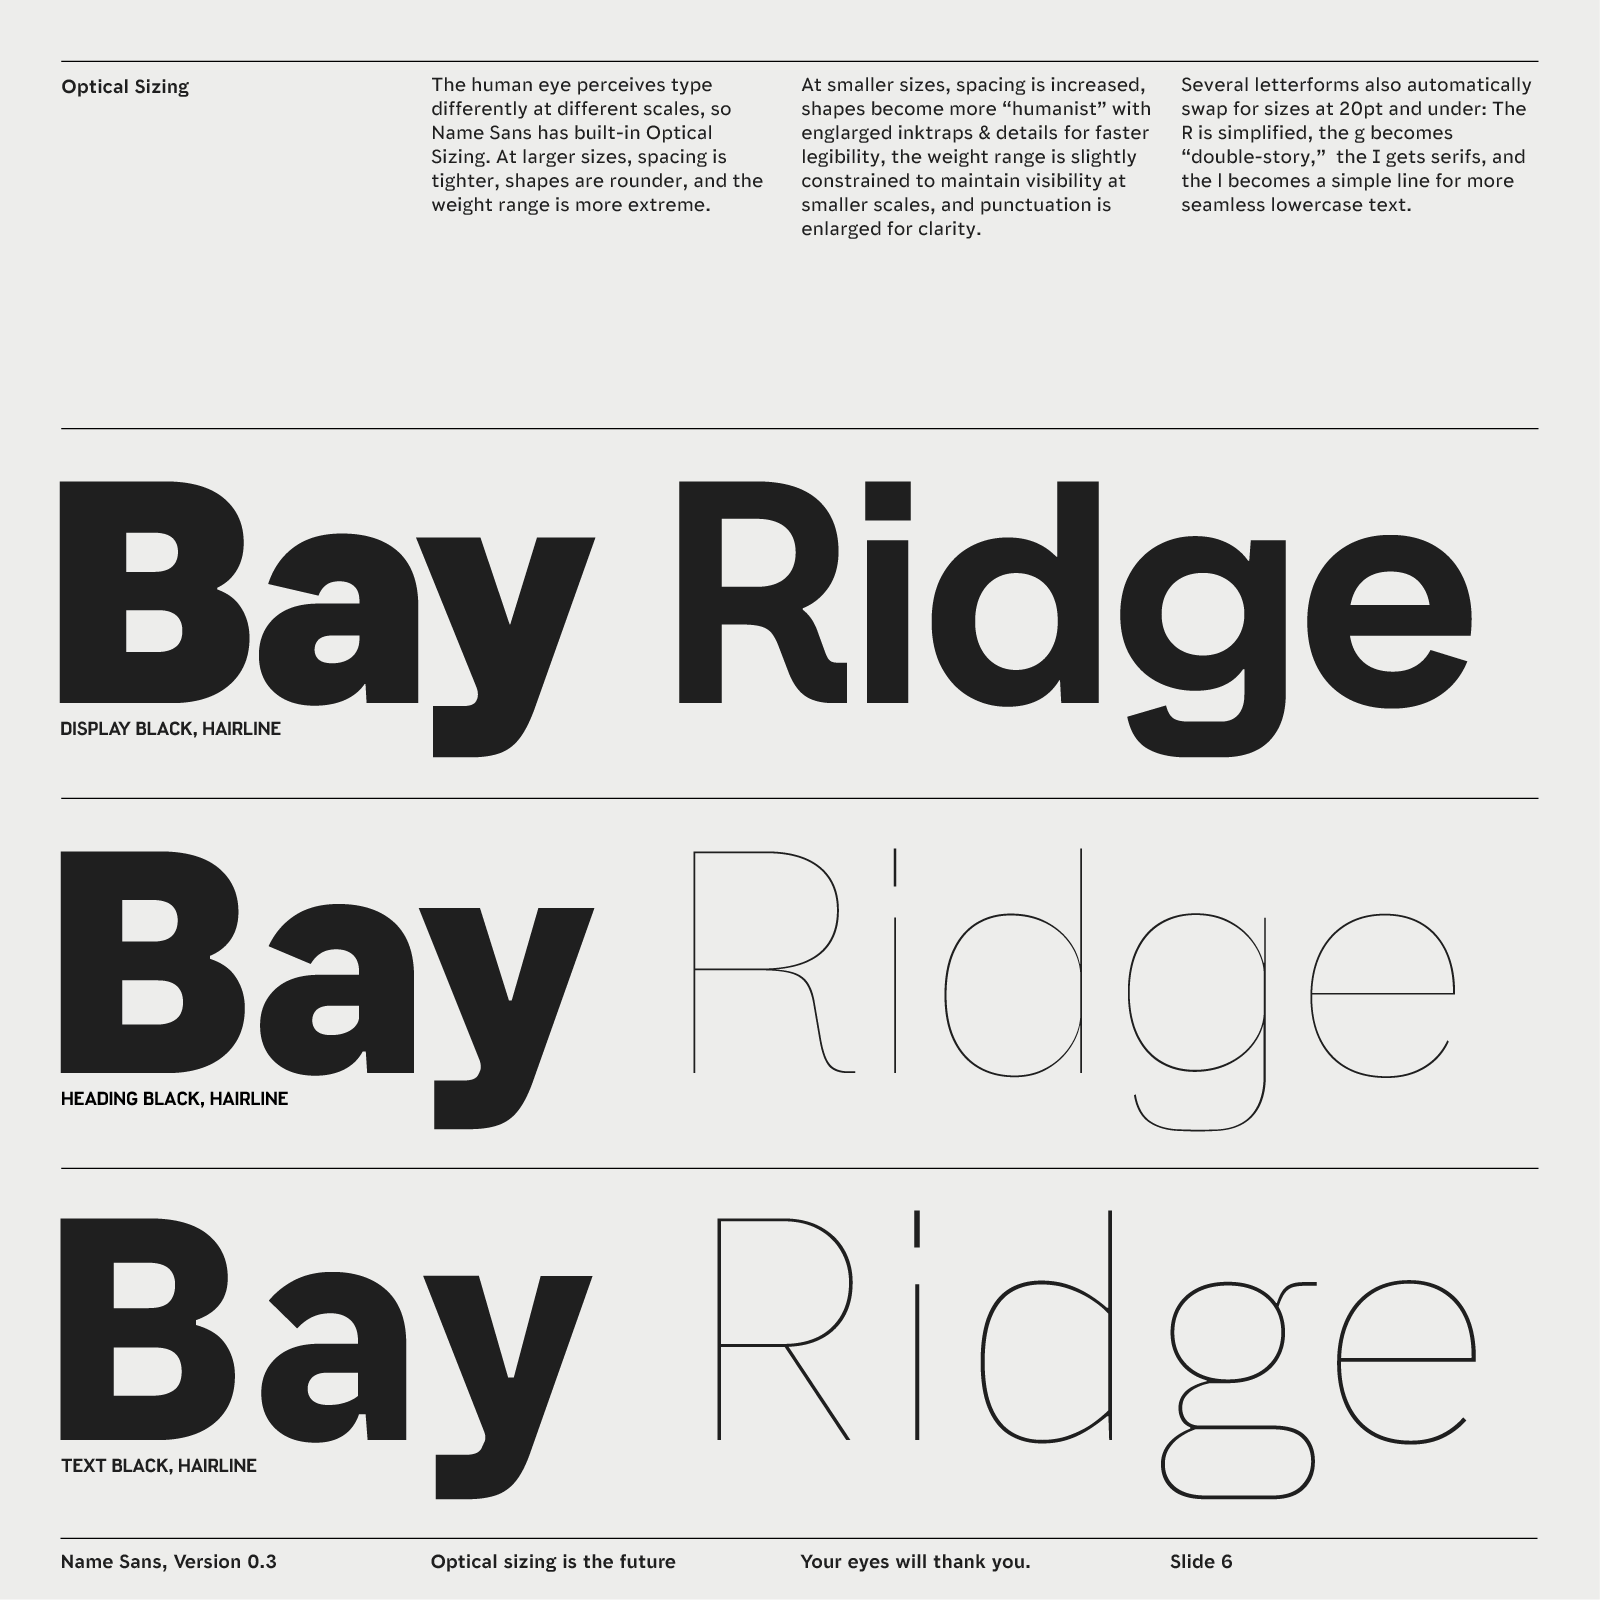 Optical Sizing
The human eye perceives type
differently at different scales, so
Name Sans has built-in Optical
Sizing. At larger sizes, spacing is
tighter, shapes are rounder, and the
weight range is more extreme.
At smaller sizes, spacing is increased,
shapes become more “humanist” with
englarged inktraps & details for faster
legibility, the weight range is slightly
constrained to maintain visibility at
smaller scales, and punctuation is
enlarged for clarity.
Several letterforms also automatically
swap for sizes at 20pt and under: The
R is simplified, the g becomes
“double-story,”  the I gets serifs, and
the l becomes a simple line for more
seamless lowercase text.
Bay Ridge
DISPLAY BLACK, HAIRLINE
Bay Ridge
HEADING BLACK, HAIRLINE
Bay Ridge
TEXT BLACK, HAIRLINE
Name Sans, Version 0.3
Optical sizing is the future
Your eyes will thank you.
Slide 6